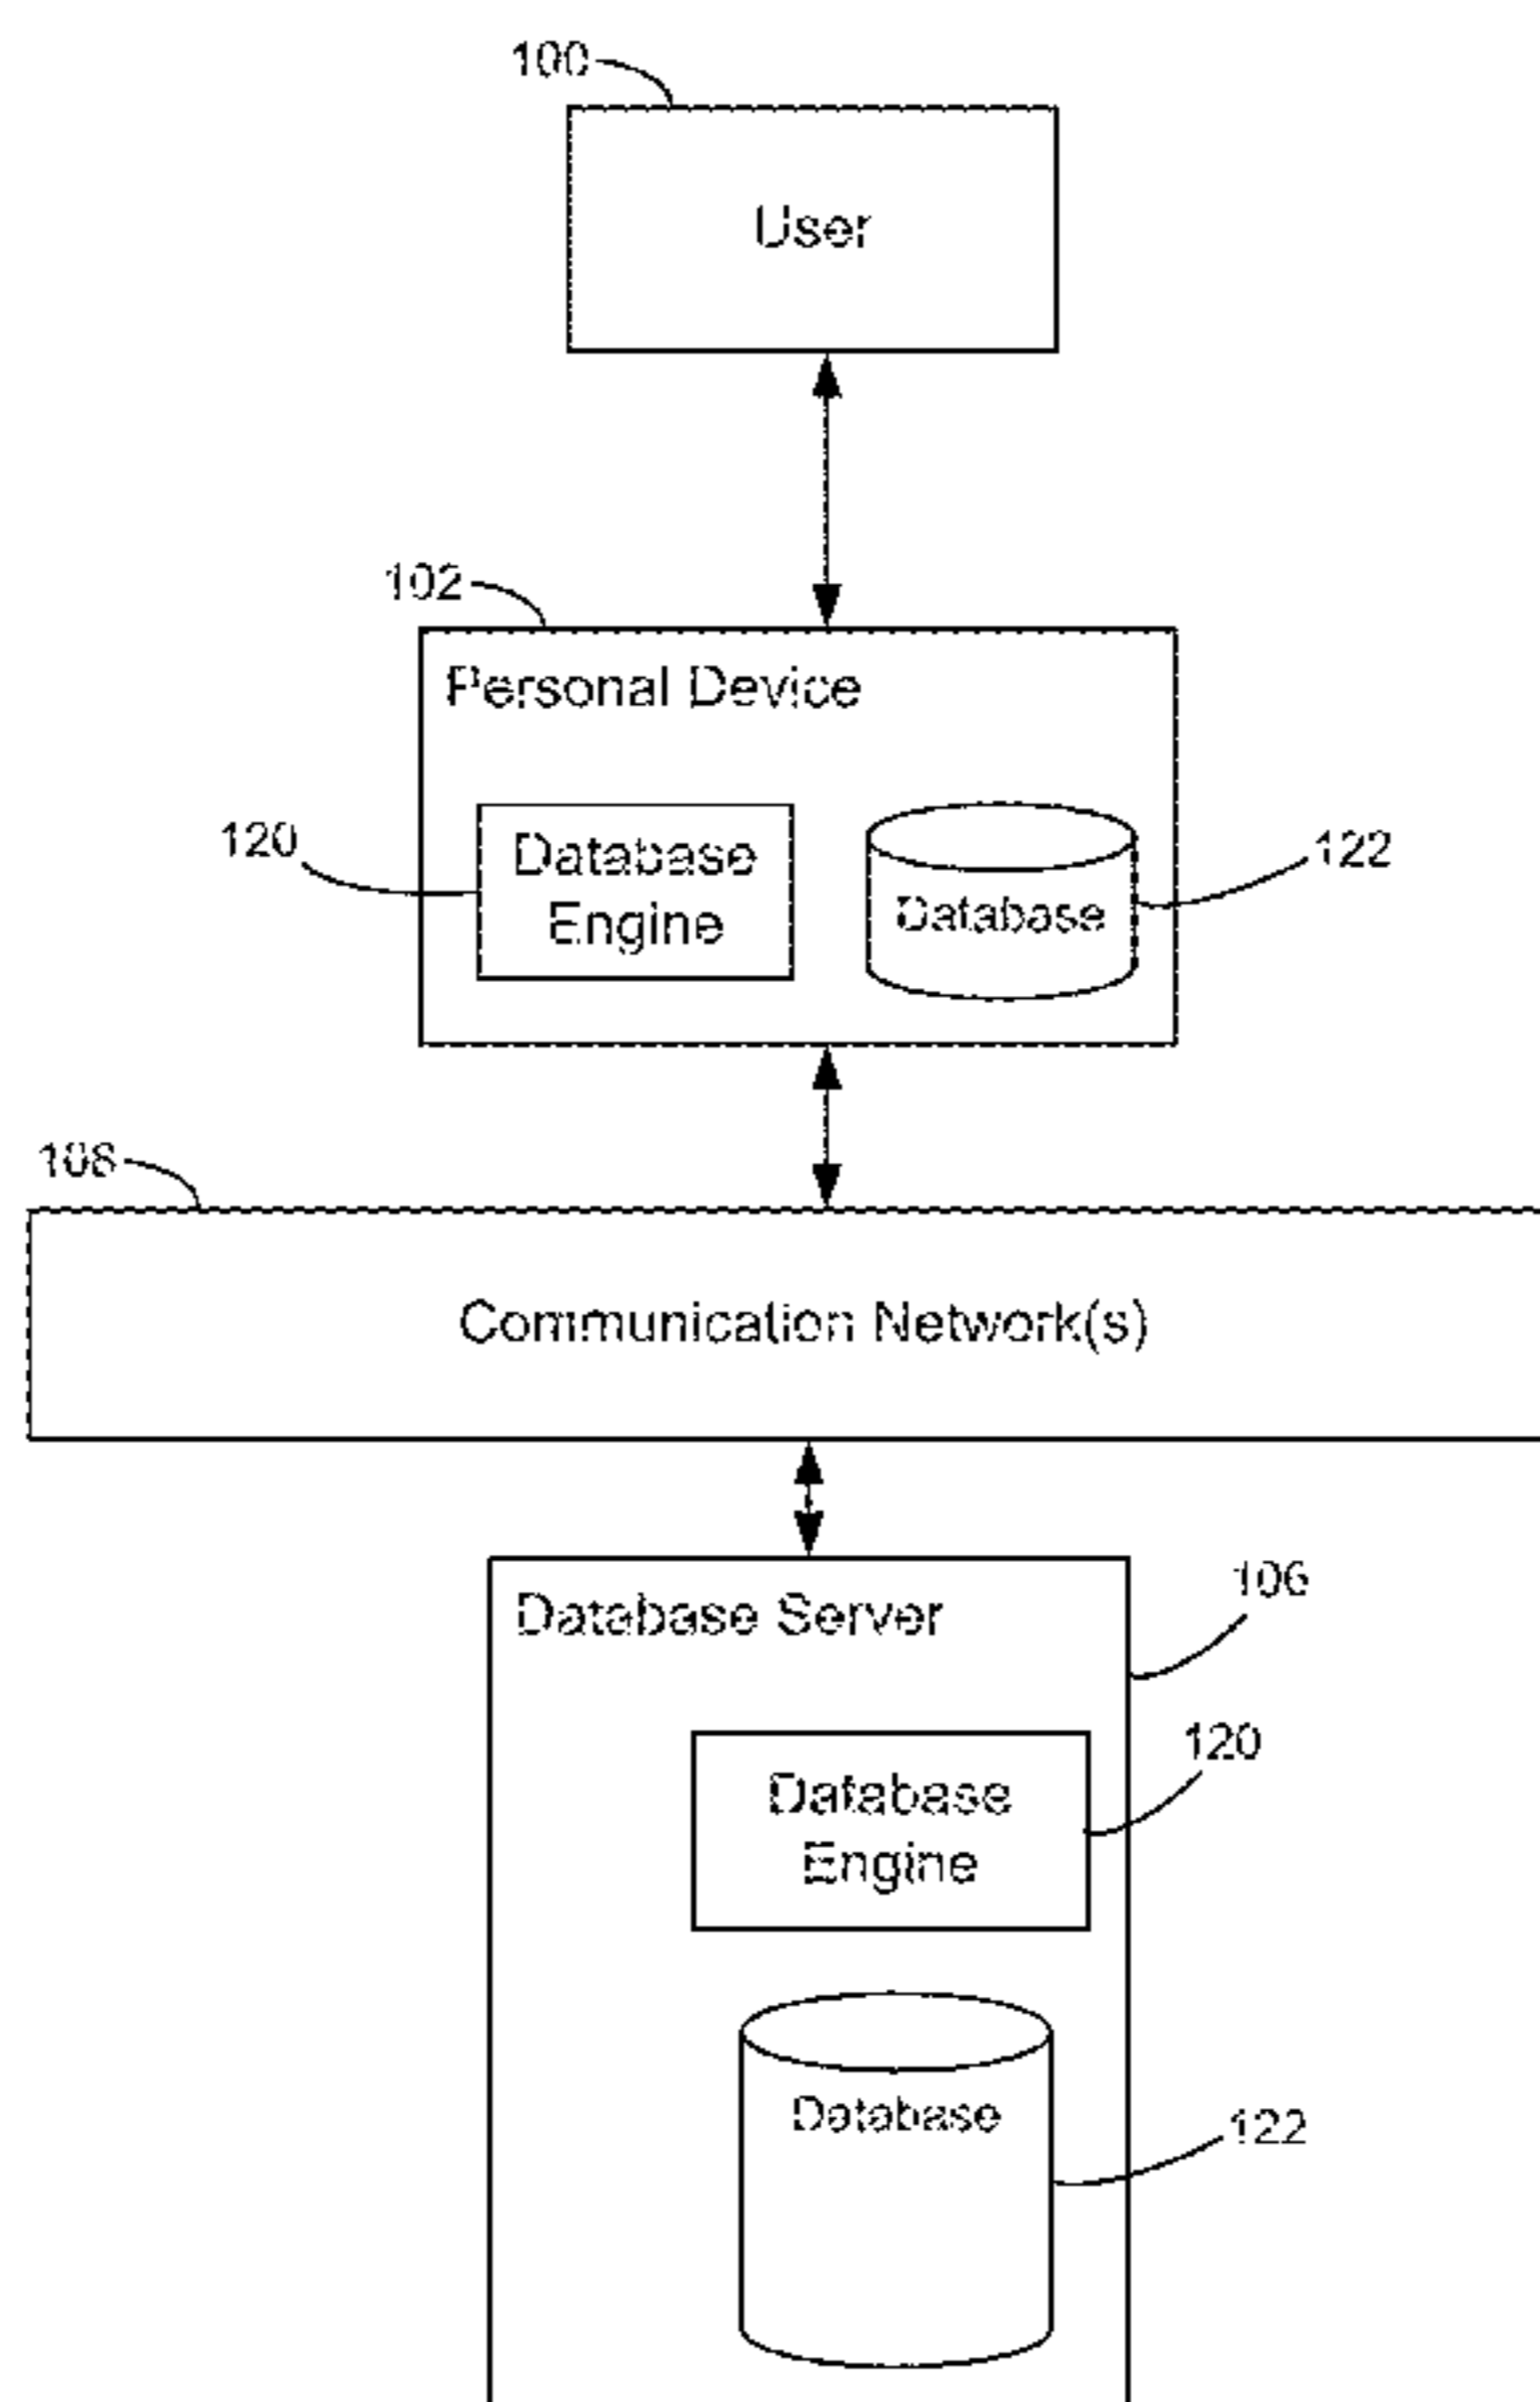 100
User
102
Personal Device
120
Database
Engine
Database
122
108
Communication Network(s)
Database Server
106
Database
Engine
120
Database
122